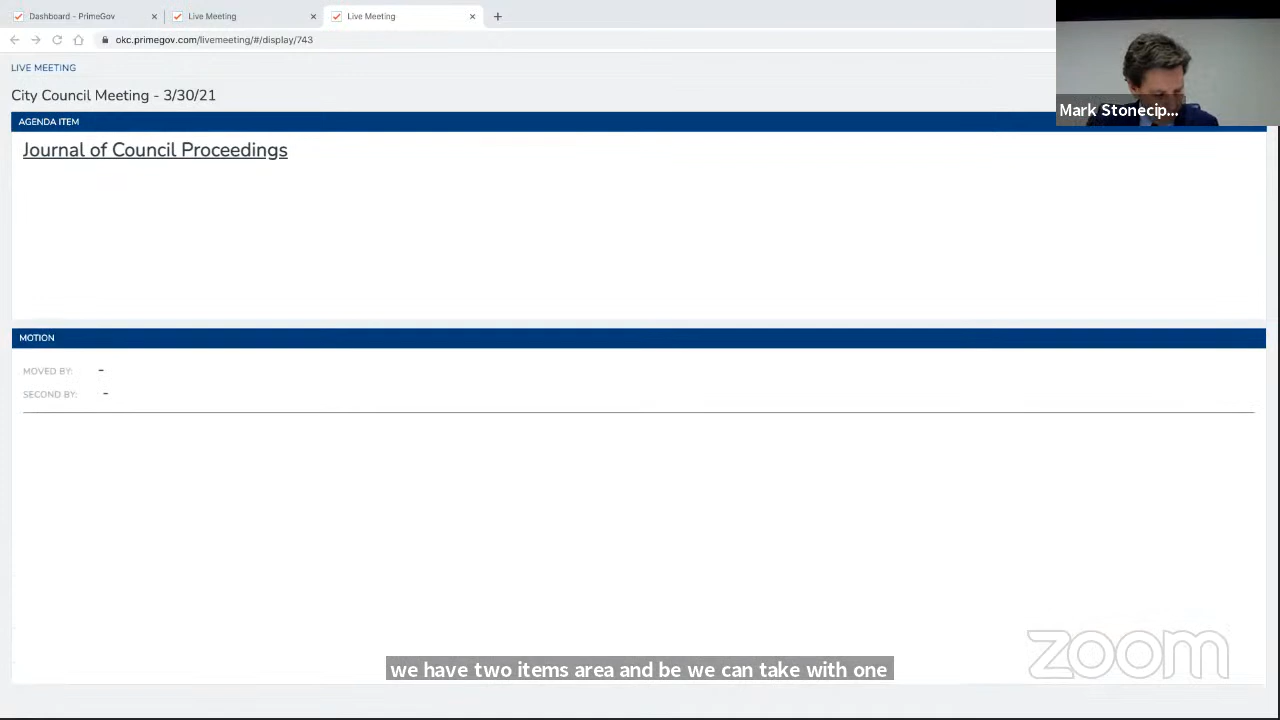 Dashboard - PrimeGov
Live Meeting
Live Meeting
okc.primegov.com/livemeeting/#/display/743
LIVE MEETING
City Council Meeting - 3/30/21
Mark Stonecip...
AGENDA ITEM
Journal of Council Proceedings
MOTION
MOVED BY: -
SECOND BY: -
zoom
we have two items area and be we can take with one